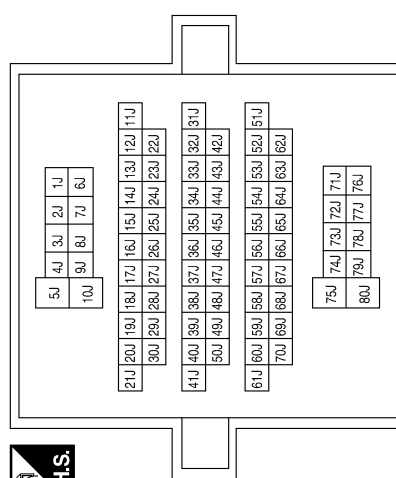 H.S.
5J 4J 3J 2J 1J
10J 9J 8J 7J 6J
21J 20J 19J 18J 17J 16J 15J 14J 13J 12J 11J
30J 29J 28J 27J 26J 25J 24J 23J 22J
41J 40J 39J 38J 37J 36J 35J 34J 33J 32J 31J
50J 49J 48J 47J 46J 45J 44J 43J 42J
61J 60J 59J 58J 57J 56J 55J 54J 53J 52J 51J
70J 69J 68J 67J 66J 65J 64J 63J 62J
75J 74J 73J 72J 71J
80J 79J 78J 77J 76J